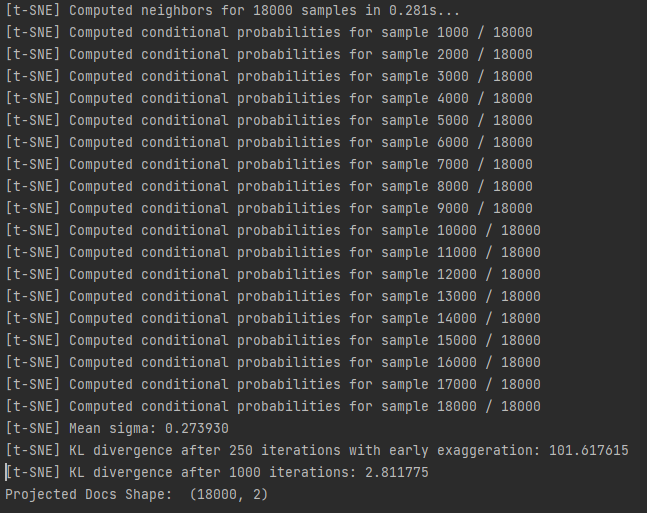 [t-SNE] Computed neighbors for 18000 samples in 0.281s...
[t-SNE] Computed conditional probabilities for sample 1000 / 18000
[t-SNE] Computed conditional probabilities for sample 2000 / 18000
[t-SNE] Computed conditional probabilities for sample 3000 / 18000
[t-SNE] Computed conditional probabilities for sample 4000 / 18000
[t-SNE] Computed conditional probabilities for sample 5000 / 18000
[t-SNE] Computed conditional probabilities for sample 6000 / 18000
[t-SNE] Computed conditional probabilities for sample 7000 / 18000
[t-SNE] Computed conditional probabilities for sample 8000 / 18000
[t-SNE] Computed conditional probabilities for sample 9000 / 18000
[t-SNE] Computed conditional probabilities for sample 10000 / 18000
[t-SNE] Computed conditional probabilities for sample 11000 / 18000
[t-SNE] Computed conditional probabilities for sample 12000 / 18000
[t-SNE] Computed conditional probabilities for sample 13000 / 18000
[t-SNE] Computed conditional probabilities for sample 14000 / 18000
[t-SNE] Computed conditional probabilities for sample 15000 / 18000
[t-SNE] Computed conditional probabilities for sample 16000 / 18000
[t-SNE] Computed conditional probabilities for sample 17000 / 18000
[t-SNE] Computed conditional probabilities for sample 18000 / 18000
[t-SNE] Mean sigma: 0.273930
[t-SNE] KL divergence after 250 iterations with early exaggeration: 101.617615
[t-SNE] KL divergence after 1000 iterations: 2.811775
Projected Docs Shape:  (18000, 2)